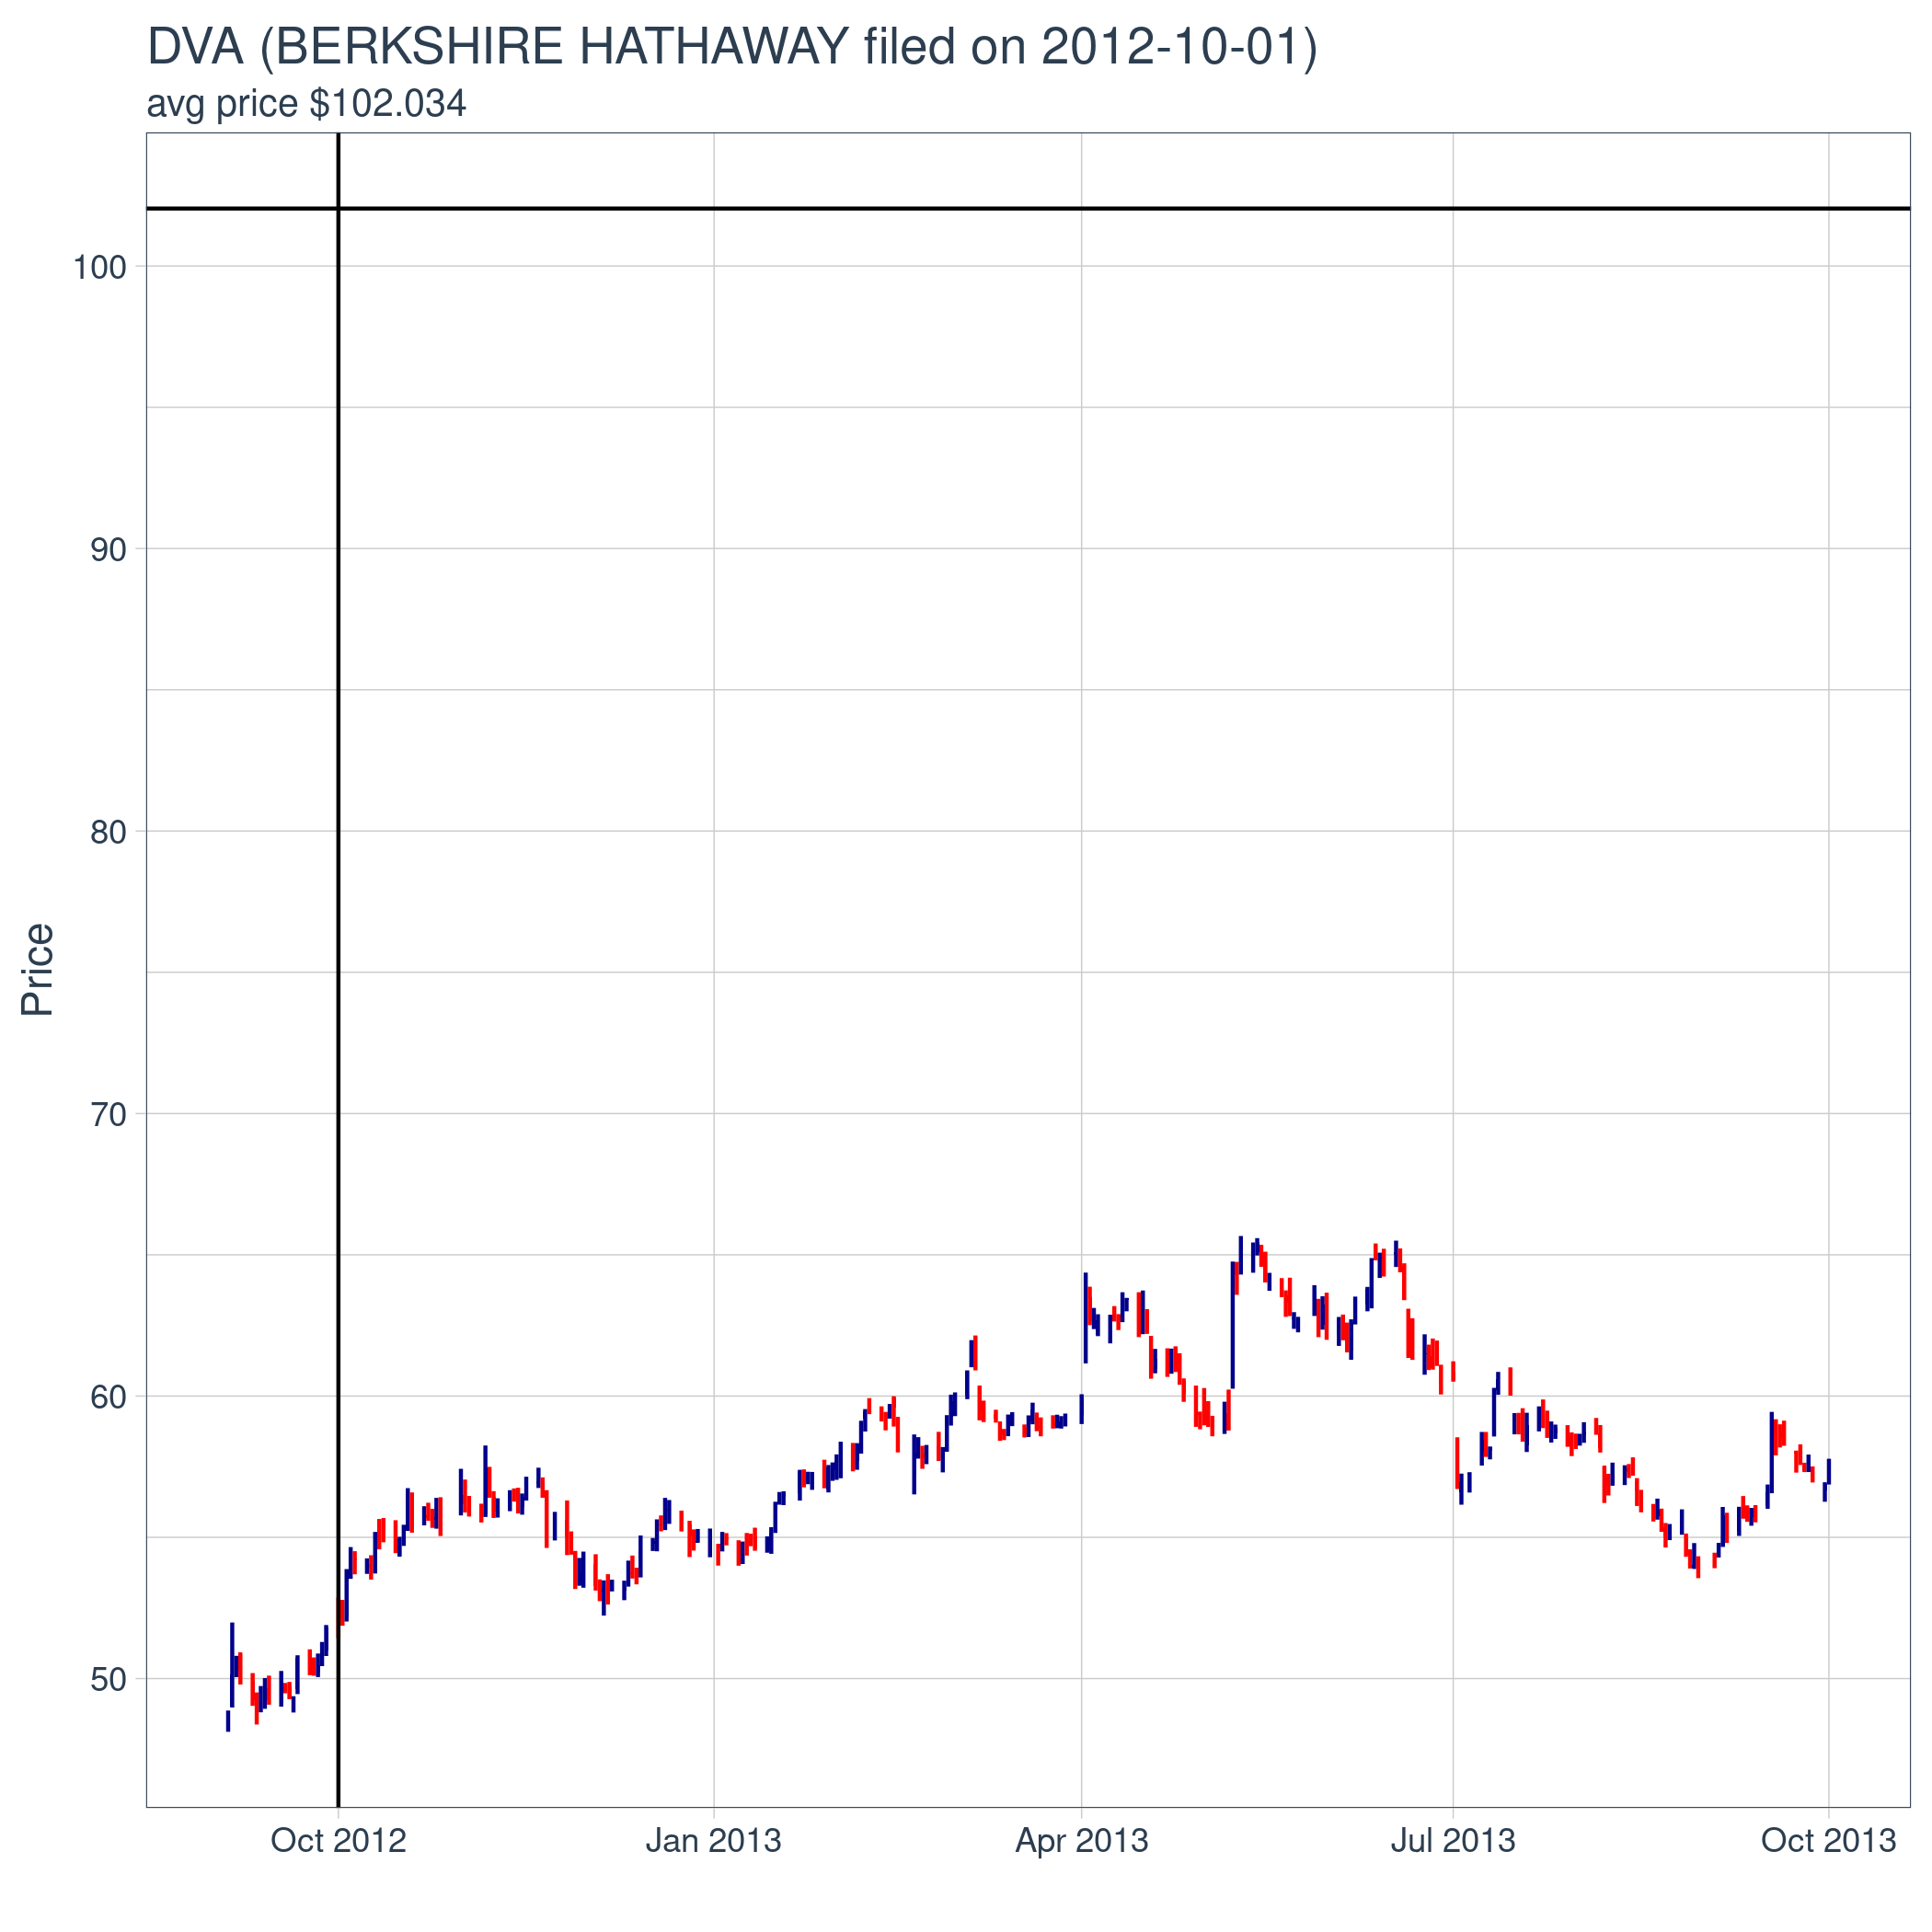 DVA (BERKSHIRE HATHAWAY filed on 2012-10-01)
avg price $102.034
100
90
80
70
60
50
Price
Oct 2012
Jan 2013
Apr 2013
Jul 2013
Oct 2013